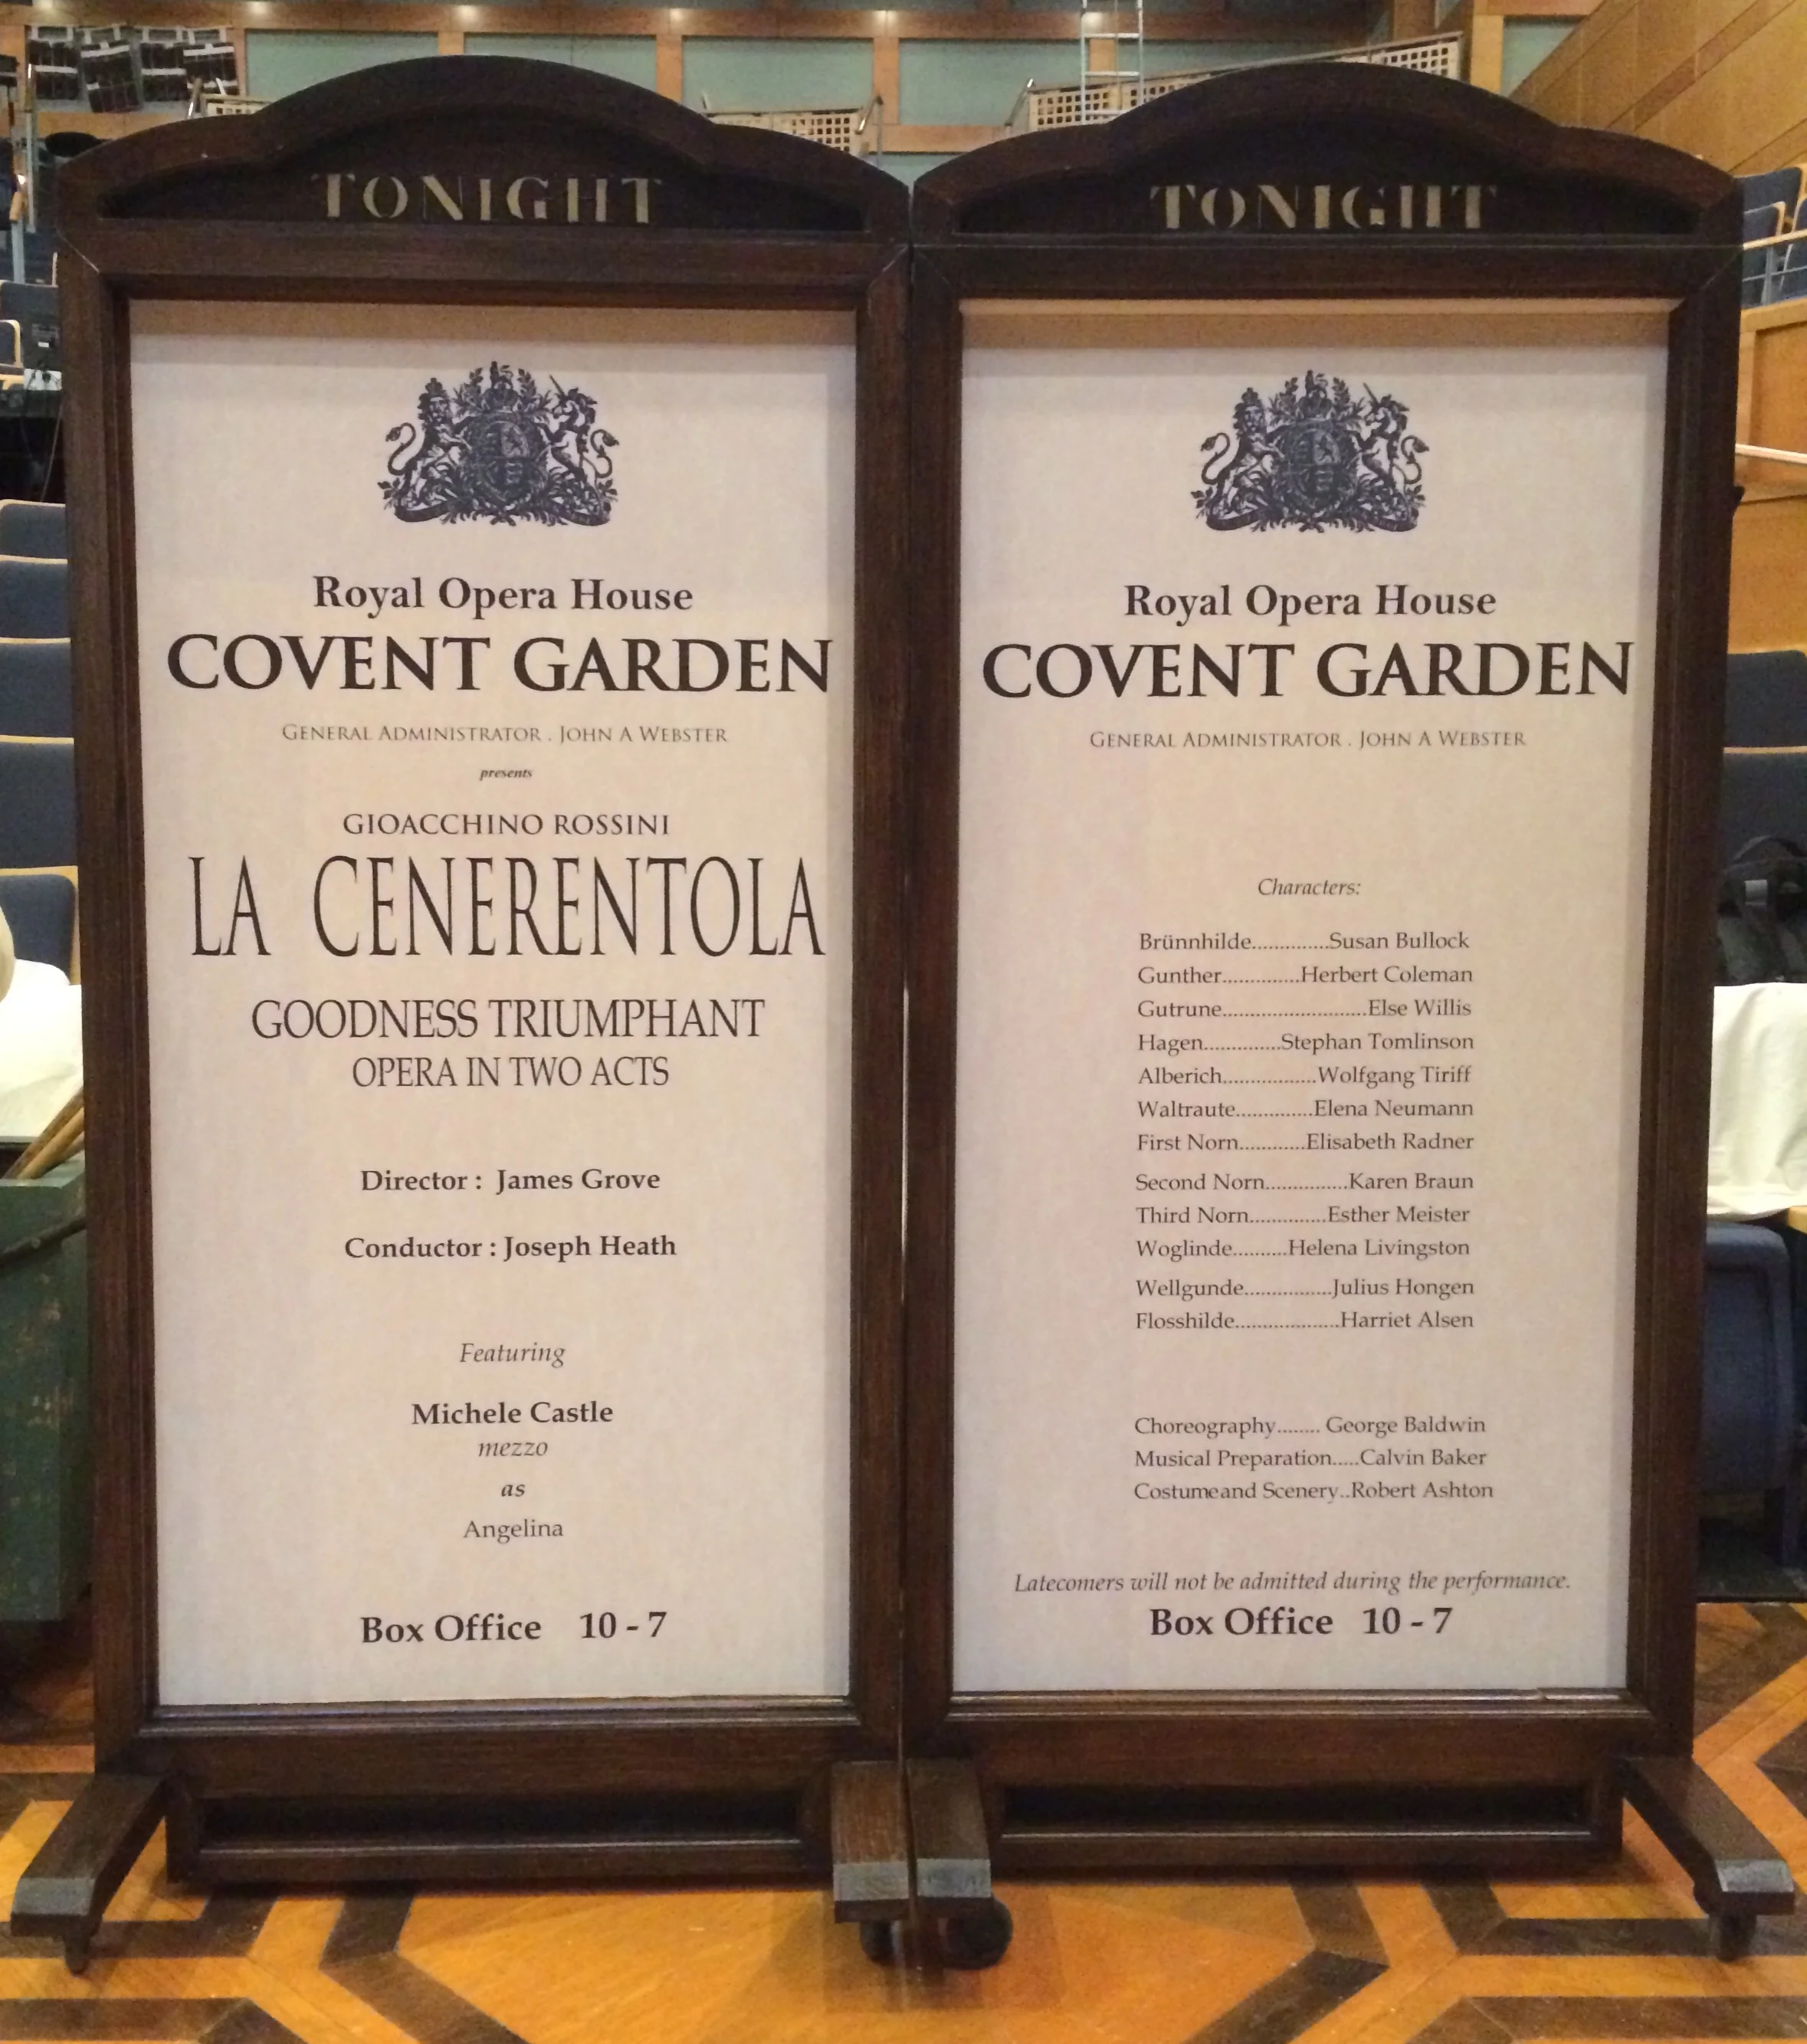 TONIGHT
Royal Opera House
COVENT GARDEN
GENERAL ADMINISTRATOR . JOHN A WEBSTER
presents
GIOACCHINO ROSSINI
LA CENERENTOLA
GOODNESS TRIUMPHANT
OPERA IN TWO ACTS
Director : James Grove
Conductor : Joseph Heath
Featuring
Michele Castle
mezzo
as
Angelina
Box Office 10 - 7
TONIGHT
Royal Opera House
COVENT GARDEN
GENERAL ADMINISTRATOR . JOHN A WEBSTER
Characters:
Brünnhilde..............Susan Bullock
Gunther..............Herbert Coleman
Gutrune..........................Else Willis
Hagen..............Stephan Tomlinson
Alberich.................Wolfgang Tiriff
Waltraute..............Elena Neumann
First Norn............Elisabeth Radner
Second Norn...............Karen Braun
Third Norn..............Esther Meister
Woglinde..........Helena Livingston
Wellgunde................Julius Hongen
Flosshilde...................Harriet Alsen
Choreography........ George Baldwin
Musical Preparation.....Calvin Baker
Costume and Scenery..Robert Ashton
Latecomers will not be admitted during the performance.
Box Office 10 - 7